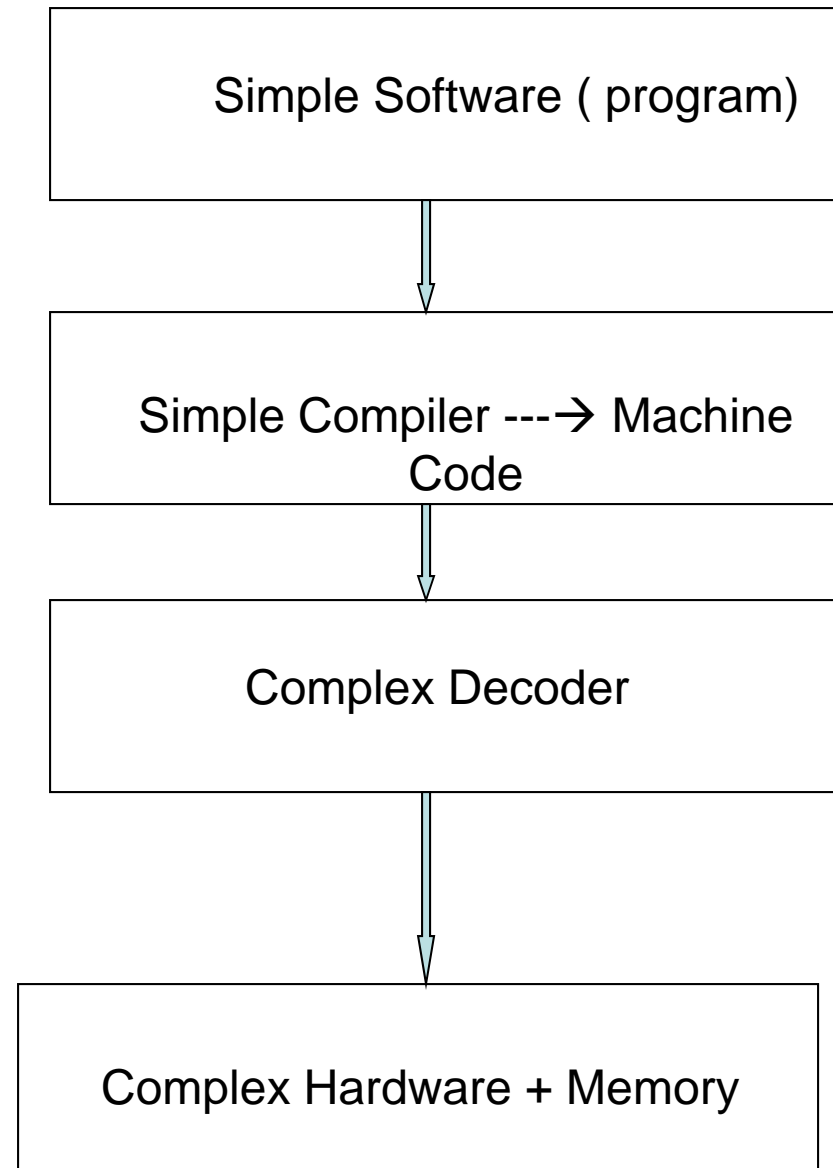 Simple Software ( program)
Simple Compiler ---→ Machine
Code
Complex Decoder
Complex Hardware + Memory